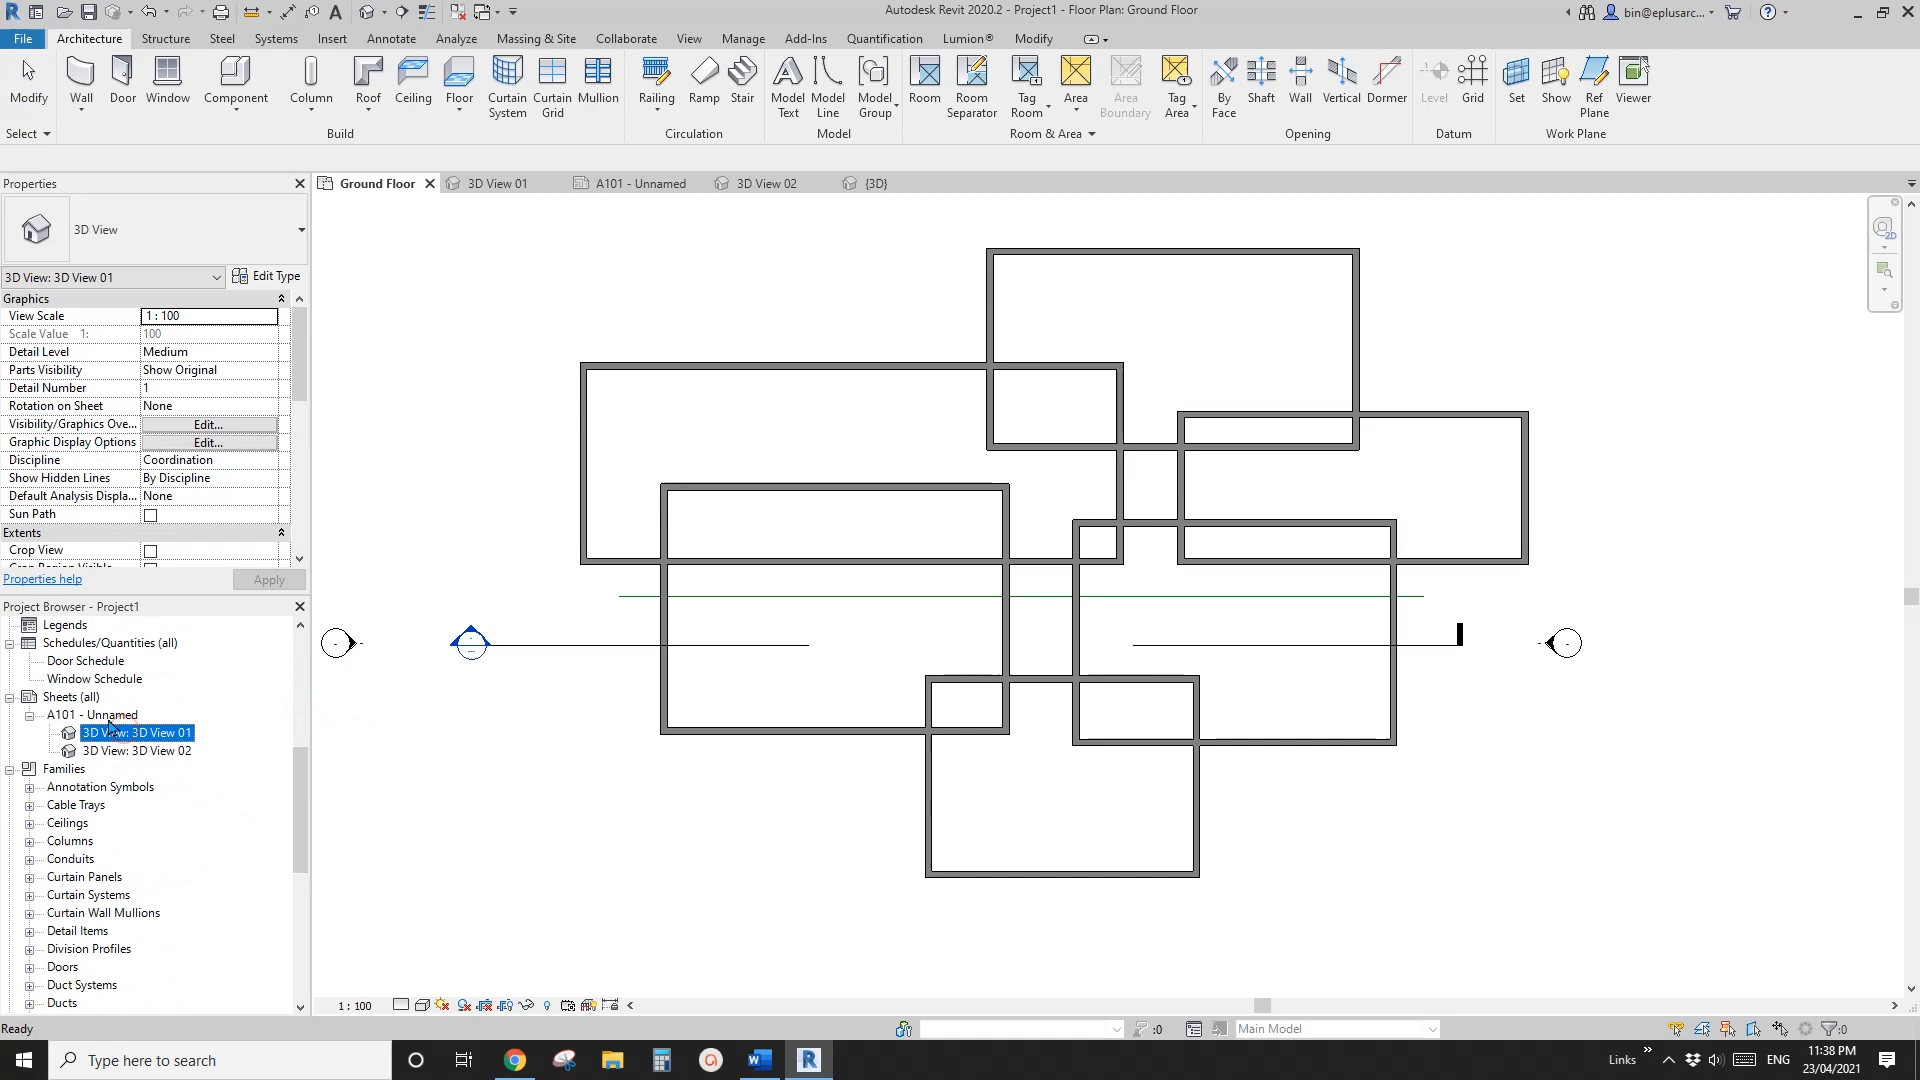 Autodesk Revit 2020.2 - Project1 - Floor Plan: Ground Floor
bin@eplusarc...
File Architecture Structure Steel Systems Insert Annotate Analyze Massing & Site Collaborate View Manage Add-Ins Quantification Lumion® Modify
Modify Wall Door Window Component Column Roof Ceiling Floor Curtain System Curtain Grid Mullion Railing Ramp Stair Model Text Model Line Model Group Room Room Separator Tag Room Area Area Boundary Tag Area By Face Shaft Wall Vertical Dormer Level Grid Set Show Ref Plane Viewer
Select Build Circulation Model Room & Area Opening Datum Work Plane
Properties
Ground Floor 3D View 01 A101 - Unnamed 3D View 02 {3D}
3D View
3D View: 3D View 01 Edit Type
Graphics
View Scale 1 : 100
Scale Value 1: 100
Detail Level Medium
Parts Visibility Show Original
Detail Number 1
Rotation on Sheet None
Visibility/Graphics Ove... Edit...
Graphic Display Options Edit...
Discipline Coordination
Show Hidden Lines By Discipline
Default Analysis Displa... None
Sun Path
Extents
Crop View
Properties help Apply
Project Browser - Project1
Legends
Schedules/Quantities (all)
Door Schedule
Window Schedule
Sheets (all)
A101 - Unnamed
3D View: 3D View 01
3D View: 3D View 02
Families
Annotation Symbols
Cable Trays
Ceilings
Columns
Conduits
Curtain Panels
Curtain Systems
Curtain Wall Mullions
Detail Items
Division Profiles
Doors
Duct Systems
Ducts
2D
1 : 100
Ready :0 Main Model :0
Type here to search
Links ENG 11:38 PM
23/04/2021